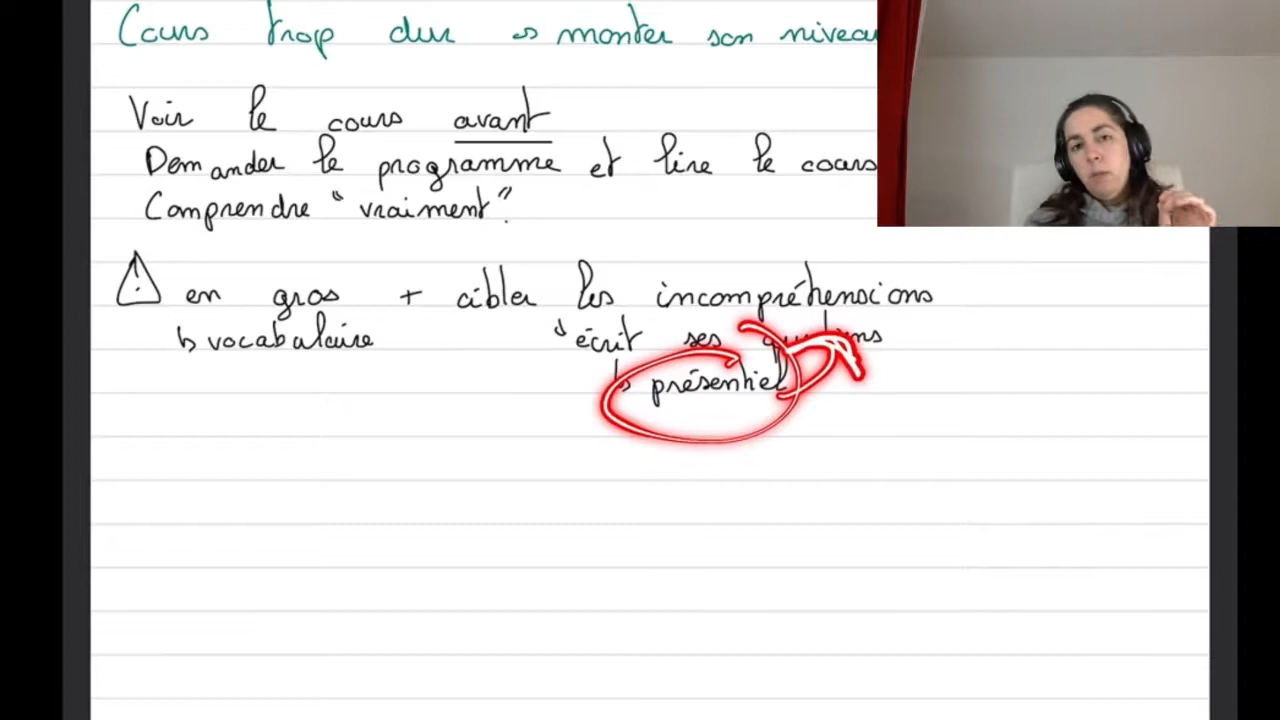 Cours trop dur ⇒ monter son niveau
Voir le cours avant
Demander le programme et lire le cours
Comprendre "vraiment".
⚠ en gros + cibler les incompréhensions
↳ vocabulaire ↳ écrit ses questions
↳ présentiel